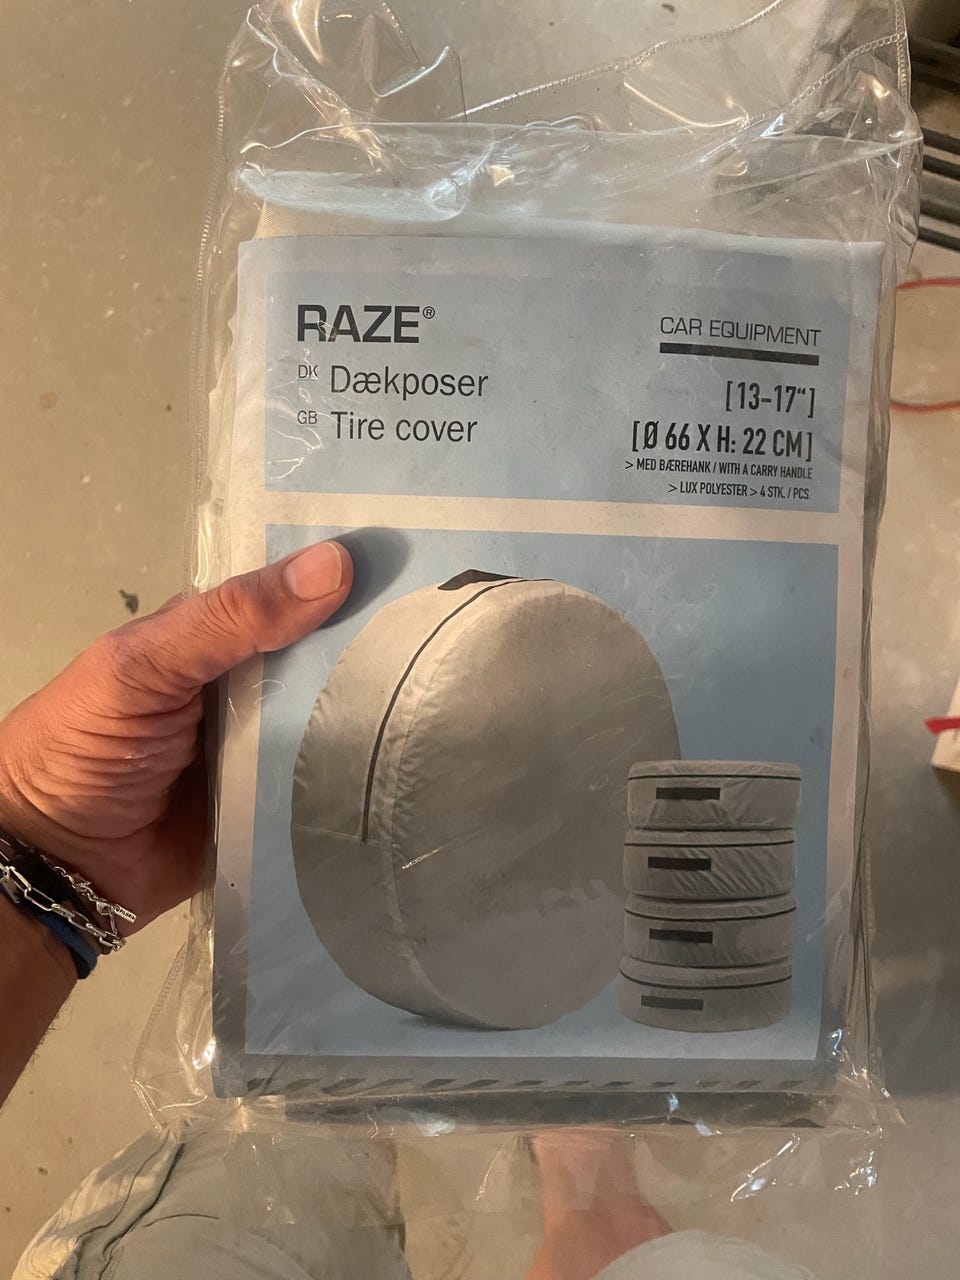 RAZE®
DK Dækposer
GB Tire cover
CAR EQUIPMENT
[13-17“]
[Ø 66 X H: 22 CM]
> MED BÆREHANK / WITH A CARRY HANDLE
> LUX POLYESTER > 4 STK. / PCS.